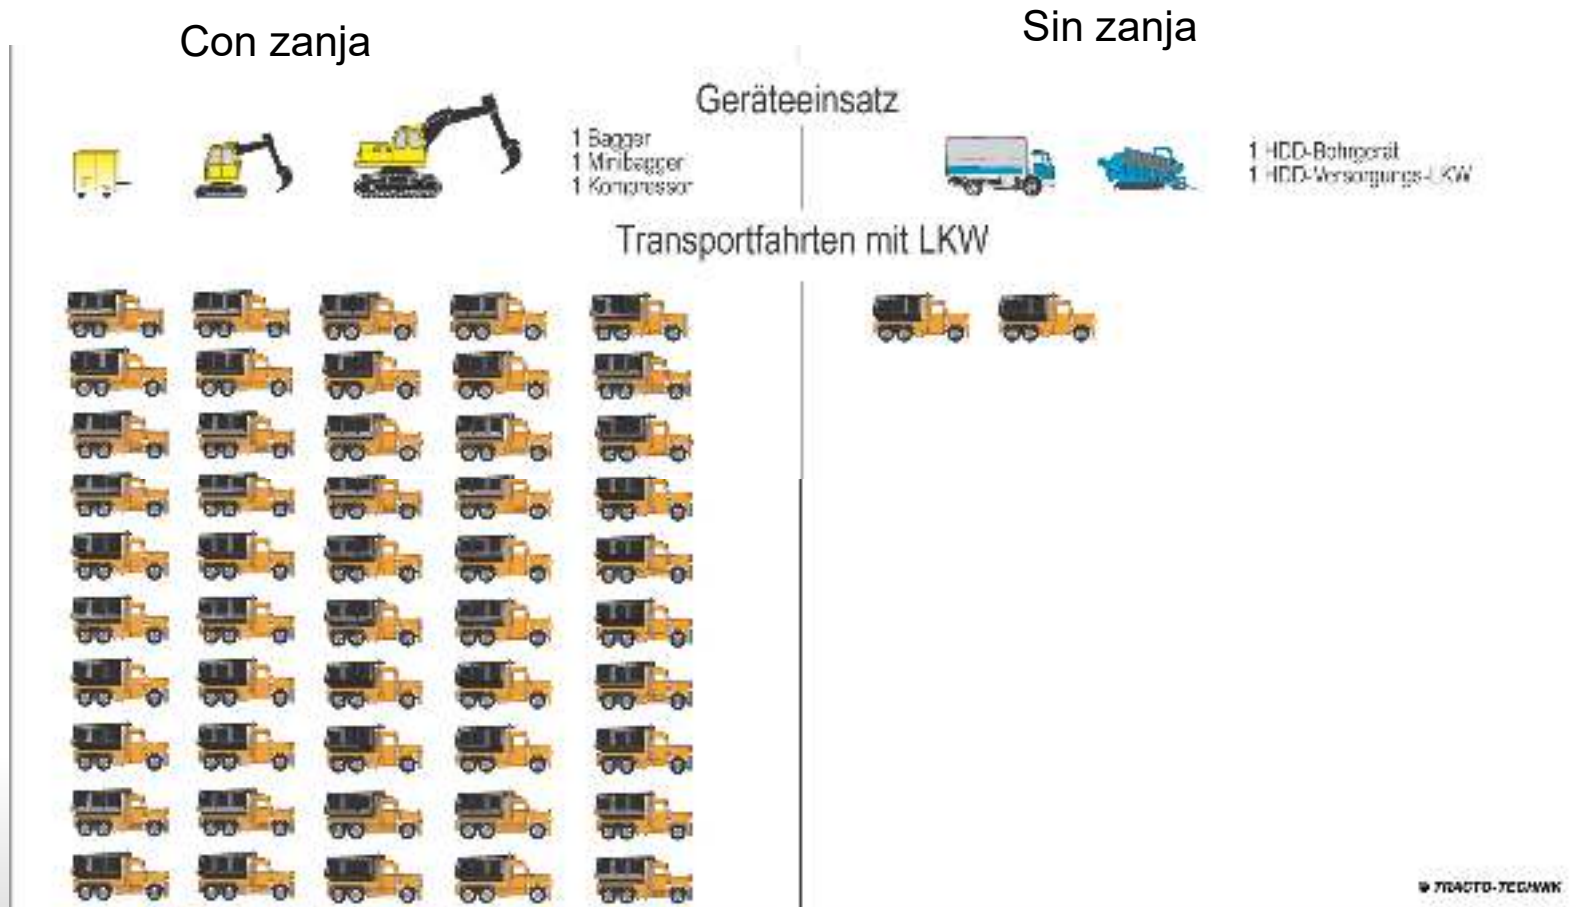 Con zanja
Sin zanja
Geräteeinsatz
1 Bagger
1 Minibagger
1 Kompressor
1 HDD-Bohrgerät
1 HDD-Versorgungs-LKW
Transportfahrten mit LKW
TRACTO-TECHNIK